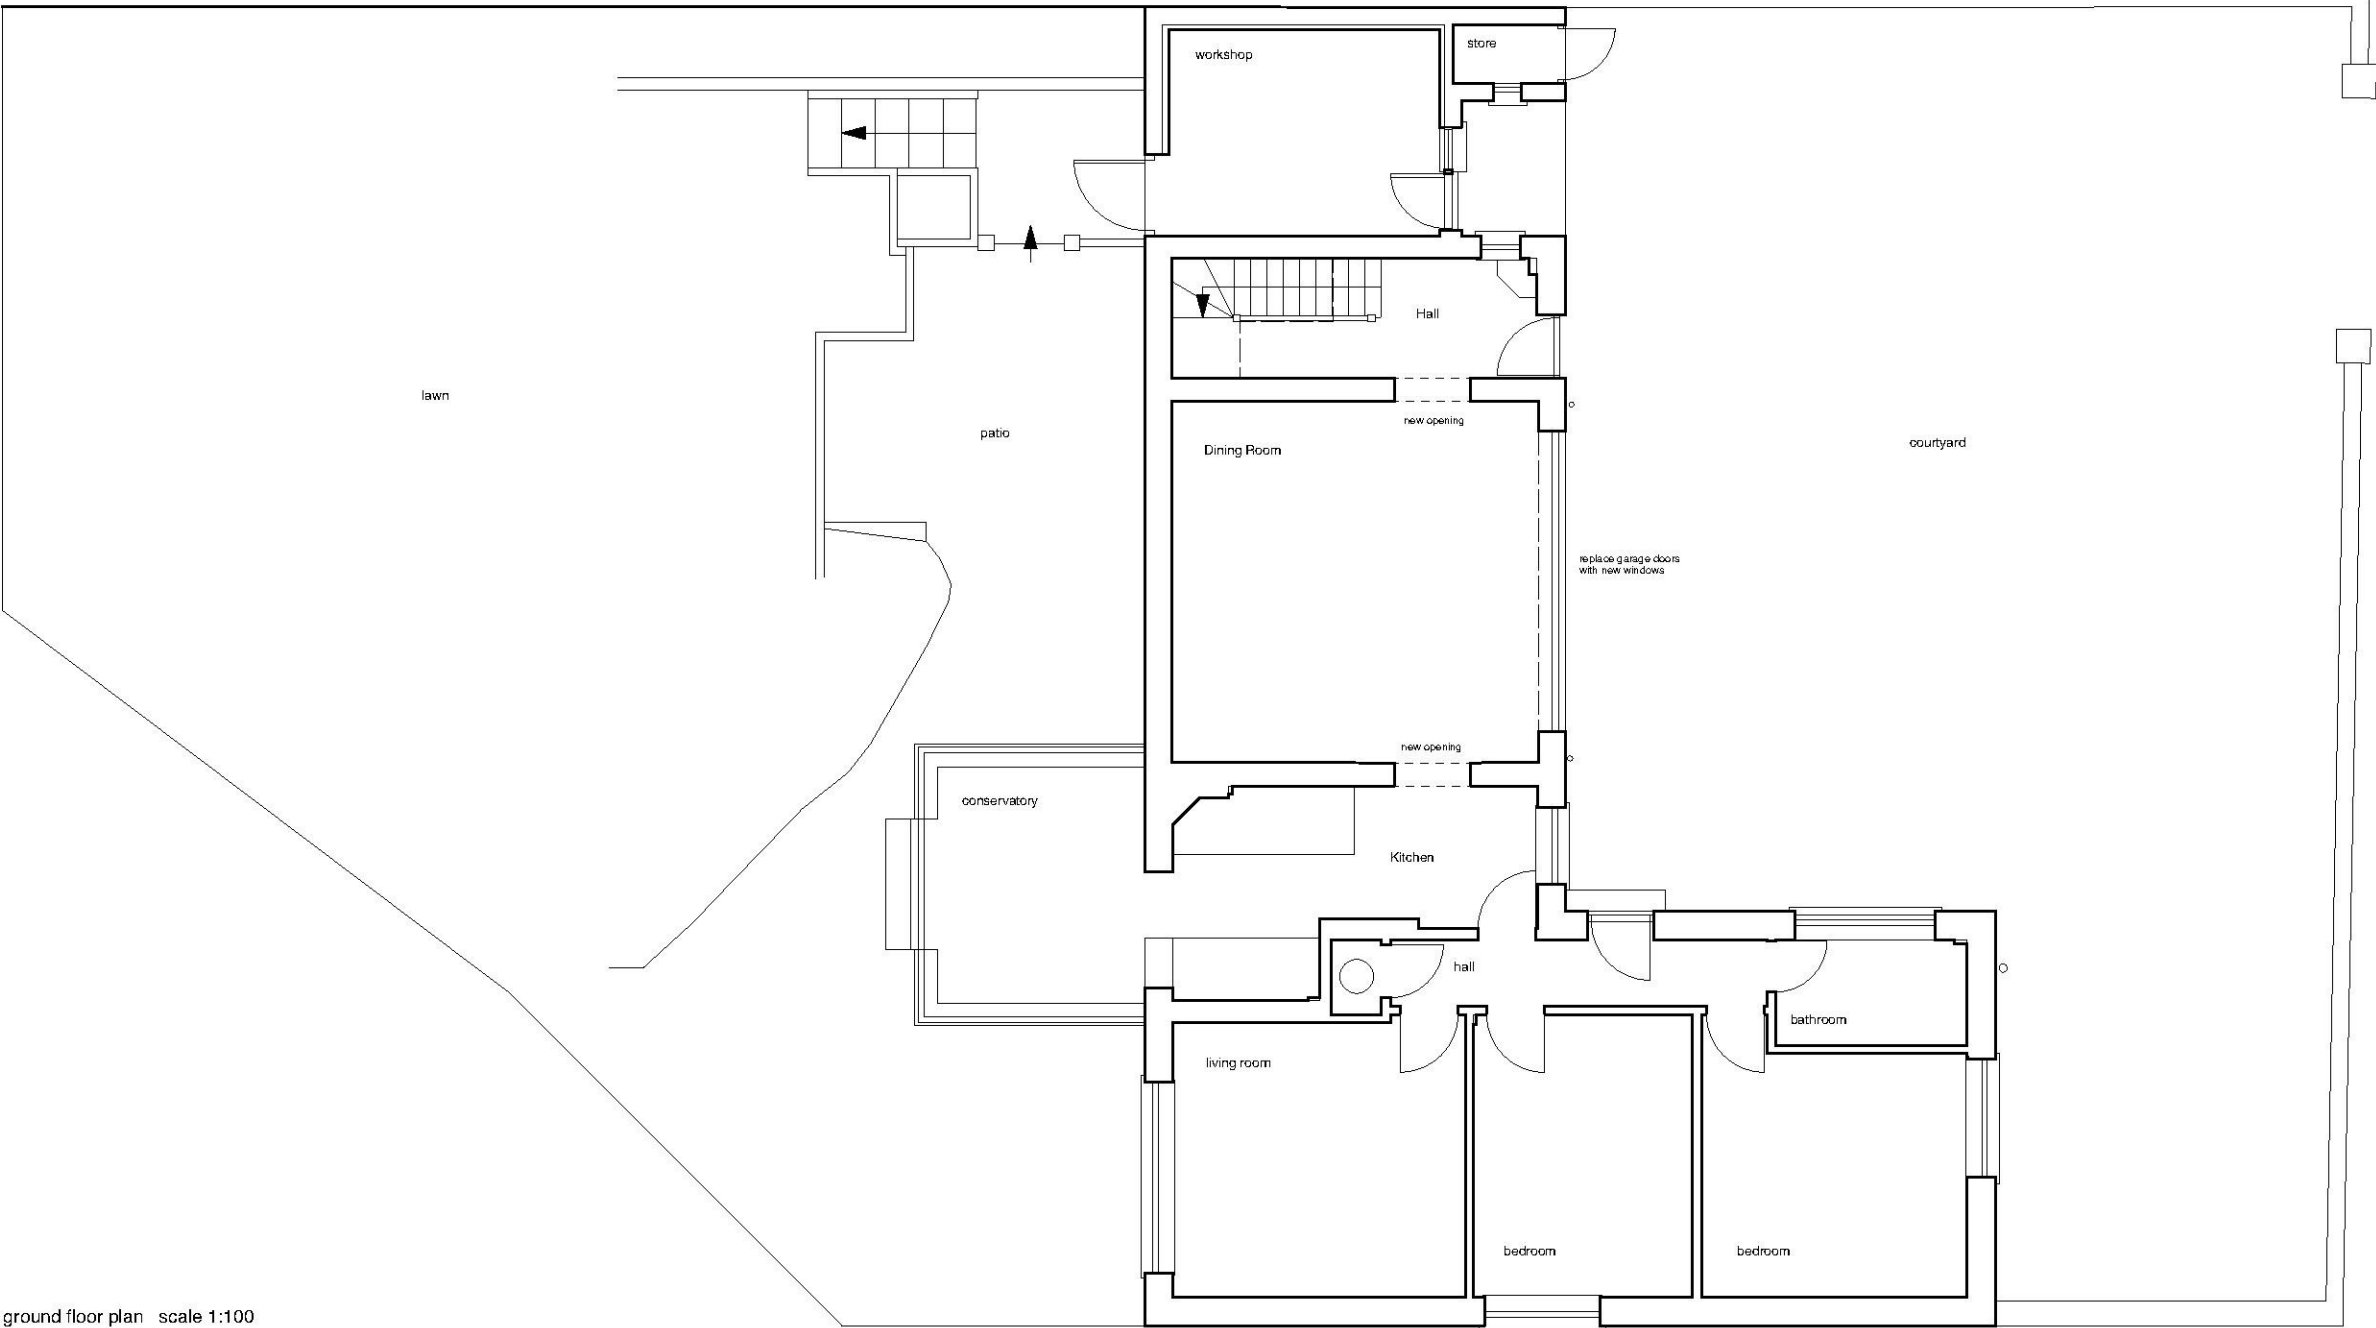 store
workshop
Hall
lawn
new opening
patio
courtyard
Dining Room
replace garage doors
with new windows
new opening
conservatory
Kitchen
hall
bathroom
living room
bedroom
bedroom
ground floor plan scale 1:100